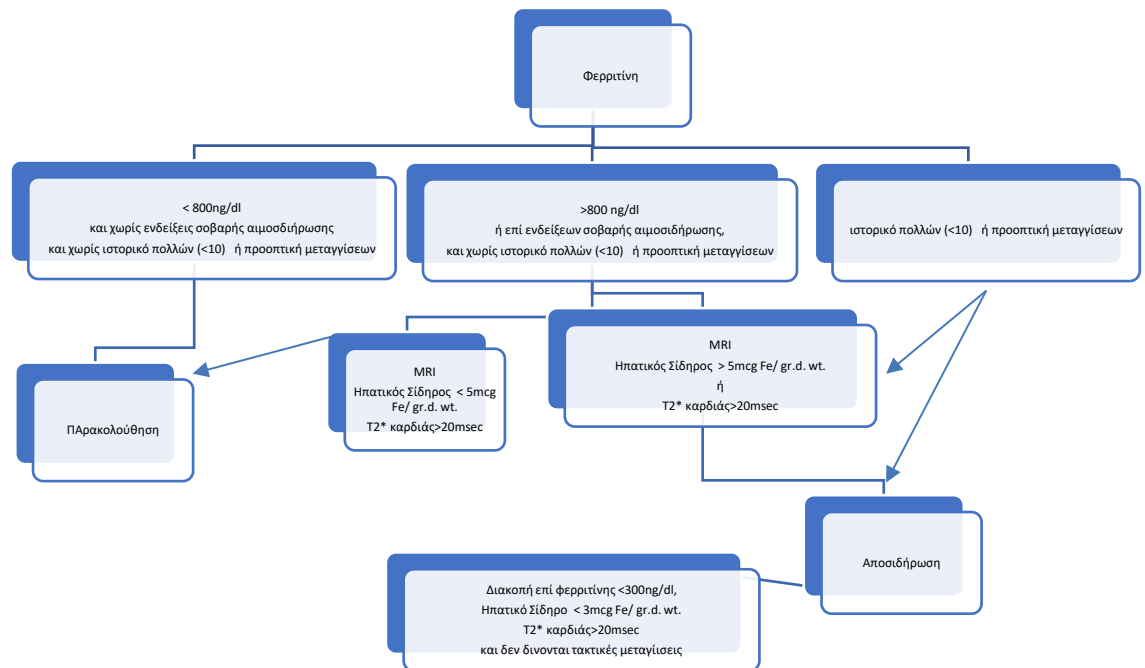 Φερριτίνη
< 800ng/dl
και χωρίς ενδείξεις σοβαρής αιμοσδιήρωσης
και χωρίς ιστορικό πολλών (<10) ή προοπτική μεταγγίσεων
>800 ng/dl
ή επί ενδείξεων σοβαρής αιμοσιδήρωσης,
και χωρίς ιστορικό πολλών (<10) ή προοπτική μεταγγίσεων
ιστορικό πολλών (<10) ή προοπτική μεταγγίσεων
ΠΑρακολούθηση
MRI
Ηπατικός Σίδηρος < 5mcg
Fe/ gr.d. wt.
T2* καρδιάς>20msec
MRI
Ηπατικός Σίδηρος > 5mcg Fe/ gr.d. wt.
ή
T2* καρδιάς>20msec
Αποσιδήρωση
Διακοπή επί φερριτίνης <300ng/dl,
Ηπατικό Σίδηρο < 3mcg Fe/ gr.d. wt.
T2* καρδιάς>20msec
και δεν δινονται τακτικές μεταγίισεις